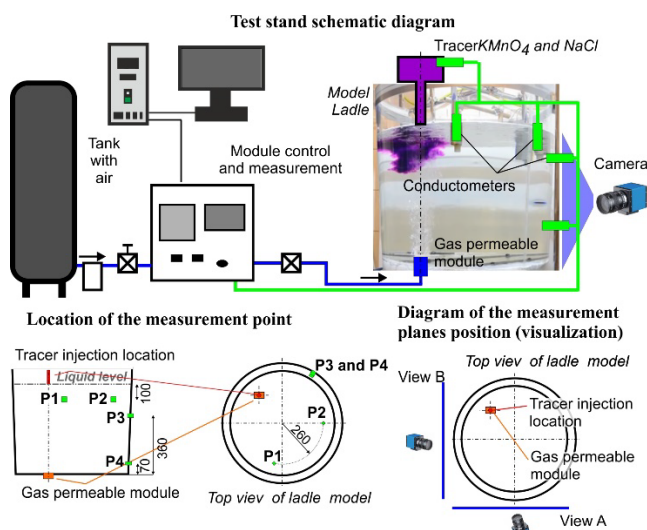 Test stand schematic diagram
TracerKMnO4 and NaCl
Model
Ladle
Tank
with
air
Module control
and measurement
Camera
Conductometers
Gas permeable
module
Location of the measurement point
Tracer injection location
Liquid level
100
P1
P2
P3
360
P4
70
Gas permeable module
P3 and P4
P2
260
P1
Top viev of ladle model
Diagram of the measurement
planes position (visualization)
Top viev of ladle model
View B
Tracer injection
location
Gas permeable
module
View A